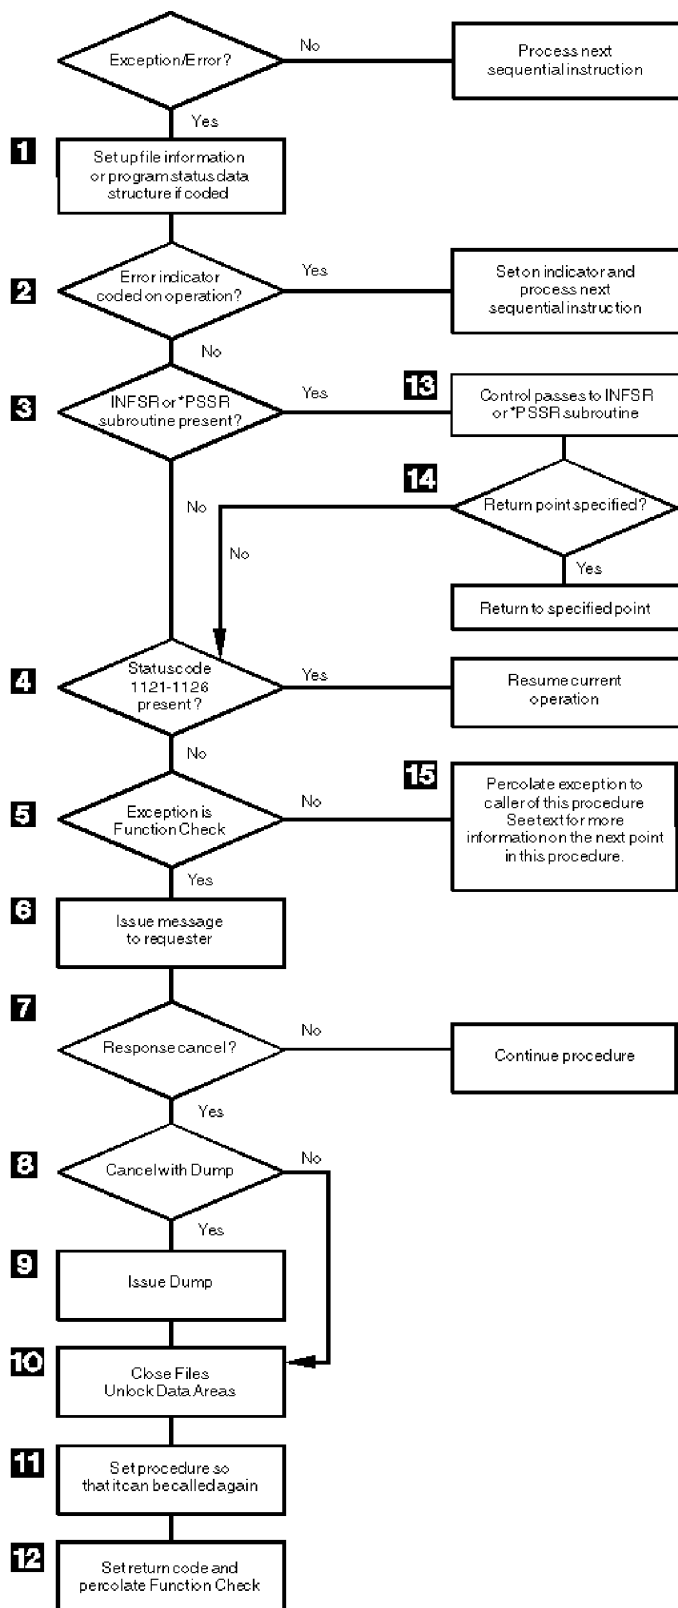 Exception/Error?
No
Process next
sequential instruction
Yes
1
Set up file information
or program status data
structure if coded
2
Error indicator
coded on operation?
Yes
Set on indicator and
process next
sequential instruction
No
3
INFSR or *PSSR
subroutine present?
Yes
13
Control passes to INFSR
or *PSSR subroutine
No
14
Return point specified?
No
Yes
Return to specified point
4
Status code
1121-1126
present?
Yes
Resume current
operation
No
5
Exception is
Function Check
No
15
Percolate exception to
caller of this procedure
See text for more
information on the next point
in this procedure.
Yes
6
Issue message
to requester
7
Response cancel?
No
Continue procedure
Yes
8
Cancel with Dump
No
Yes
9
Issue Dump
10
Close Files
Unlock Data Areas
11
Set procedure so
that it can be called again
12
Set return code and
percolate Function Check